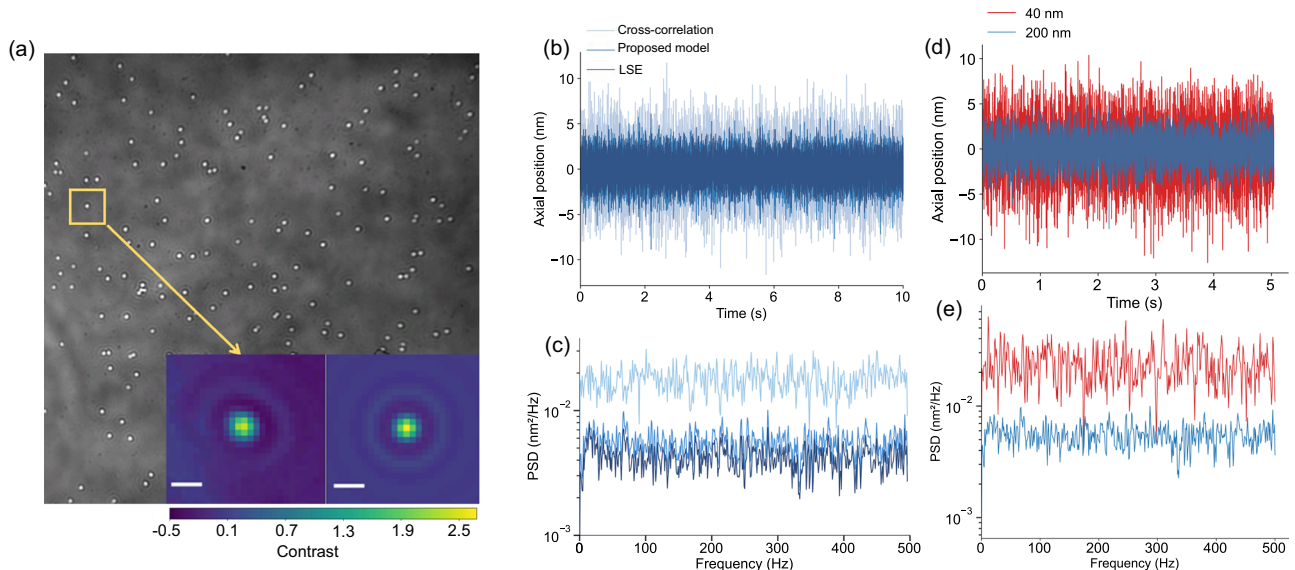 (a)
-0.5 0.1 0.7 1.3 1.9 2.5
Contrast
(b)
Cross-correlation
Proposed model
LSE
Axial position (nm)
10
5
0
−5
−10
0 2 4 6 8 10
Time (s)
(c)
PSD (nm²/Hz)
10⁻²
10⁻³
0 100 200 300 400 500
Frequency (Hz)
(d)
40 nm
200 nm
Axial position (nm)
10
5
0
−5
−10
0 1 2 3 4 5
Time (s)
(e)
PSD (nm²/Hz)
10⁻²
10⁻³
0 100 200 300 400 500
Frequency (Hz)